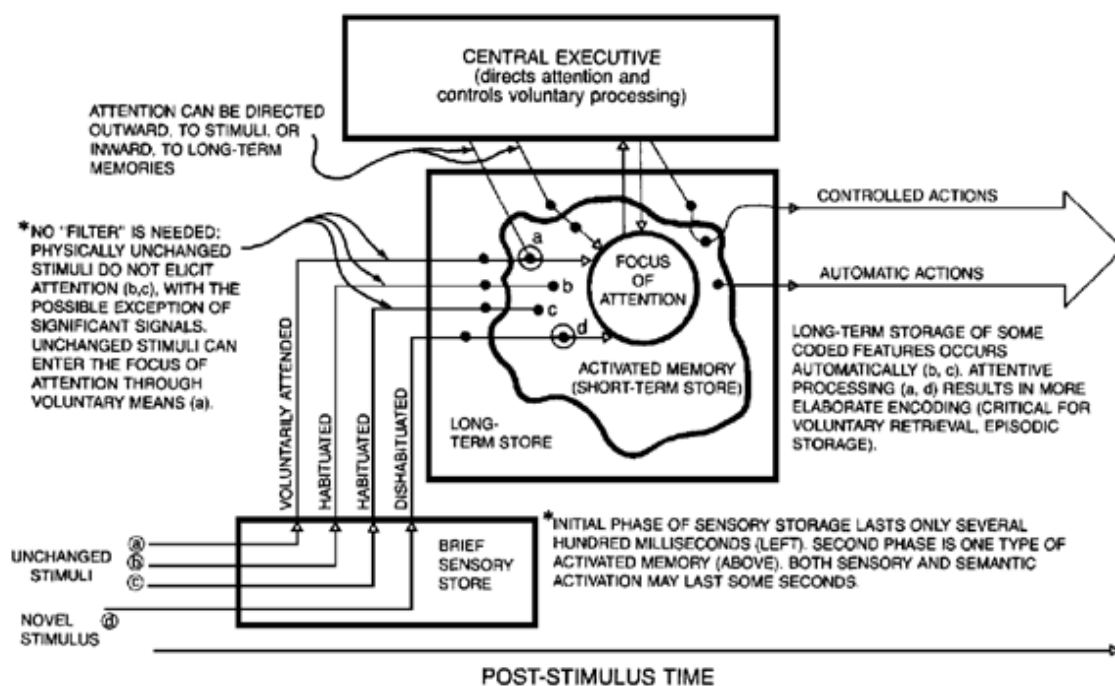 CENTRAL EXECUTIVE
(directs attention and
controls voluntary processing)
ATTENTION CAN BE DIRECTED
OUTWARD, TO STIMULI, OR
INWARD, TO LONG-TERM
MEMORIES
*NO "FILTER" IS NEEDED:
PHYSICALLY UNCHANGED
STIMULI DO NOT ELICIT
ATTENTION (b,c), WITH THE
POSSIBLE EXCEPTION OF
SIGNIFICANT SIGNALS.
UNCHANGED STIMULI CAN
ENTER THE FOCUS OF
ATTENTION THROUGH
VOLUNTARY MEANS (a).
a
b
c
d
FOCUS
OF
ATTENTION
ACTIVATED MEMORY
(SHORT-TERM STORE)
LONG-
TERM STORE
CONTROLLED ACTIONS
AUTOMATIC ACTIONS
LONG-TERM STORAGE OF SOME
CODED FEATURES OCCURS
AUTOMATICALLY (b, c). ATTENTIVE
PROCESSING (a, d) RESULTS IN MORE
ELABORATE ENCODING (CRITICAL FOR
VOLUNTARY RETRIEVAL, EPISODIC
STORAGE).
VOLUNTARILY ATTENDED
HABITUATED
HABITUATED
DISHABITUATED
UNCHANGED
STIMULI
a
b
c
NOVEL
STIMULUS
d
BRIEF
SENSORY
STORE
*INITIAL PHASE OF SENSORY STORAGE LASTS ONLY SEVERAL
HUNDRED MILLISECONDS (LEFT). SECOND PHASE IS ONE TYPE OF
ACTIVATED MEMORY (ABOVE). BOTH SENSORY AND SEMANTIC
ACTIVATION MAY LAST SOME SECONDS.
POST-STIMULUS TIME